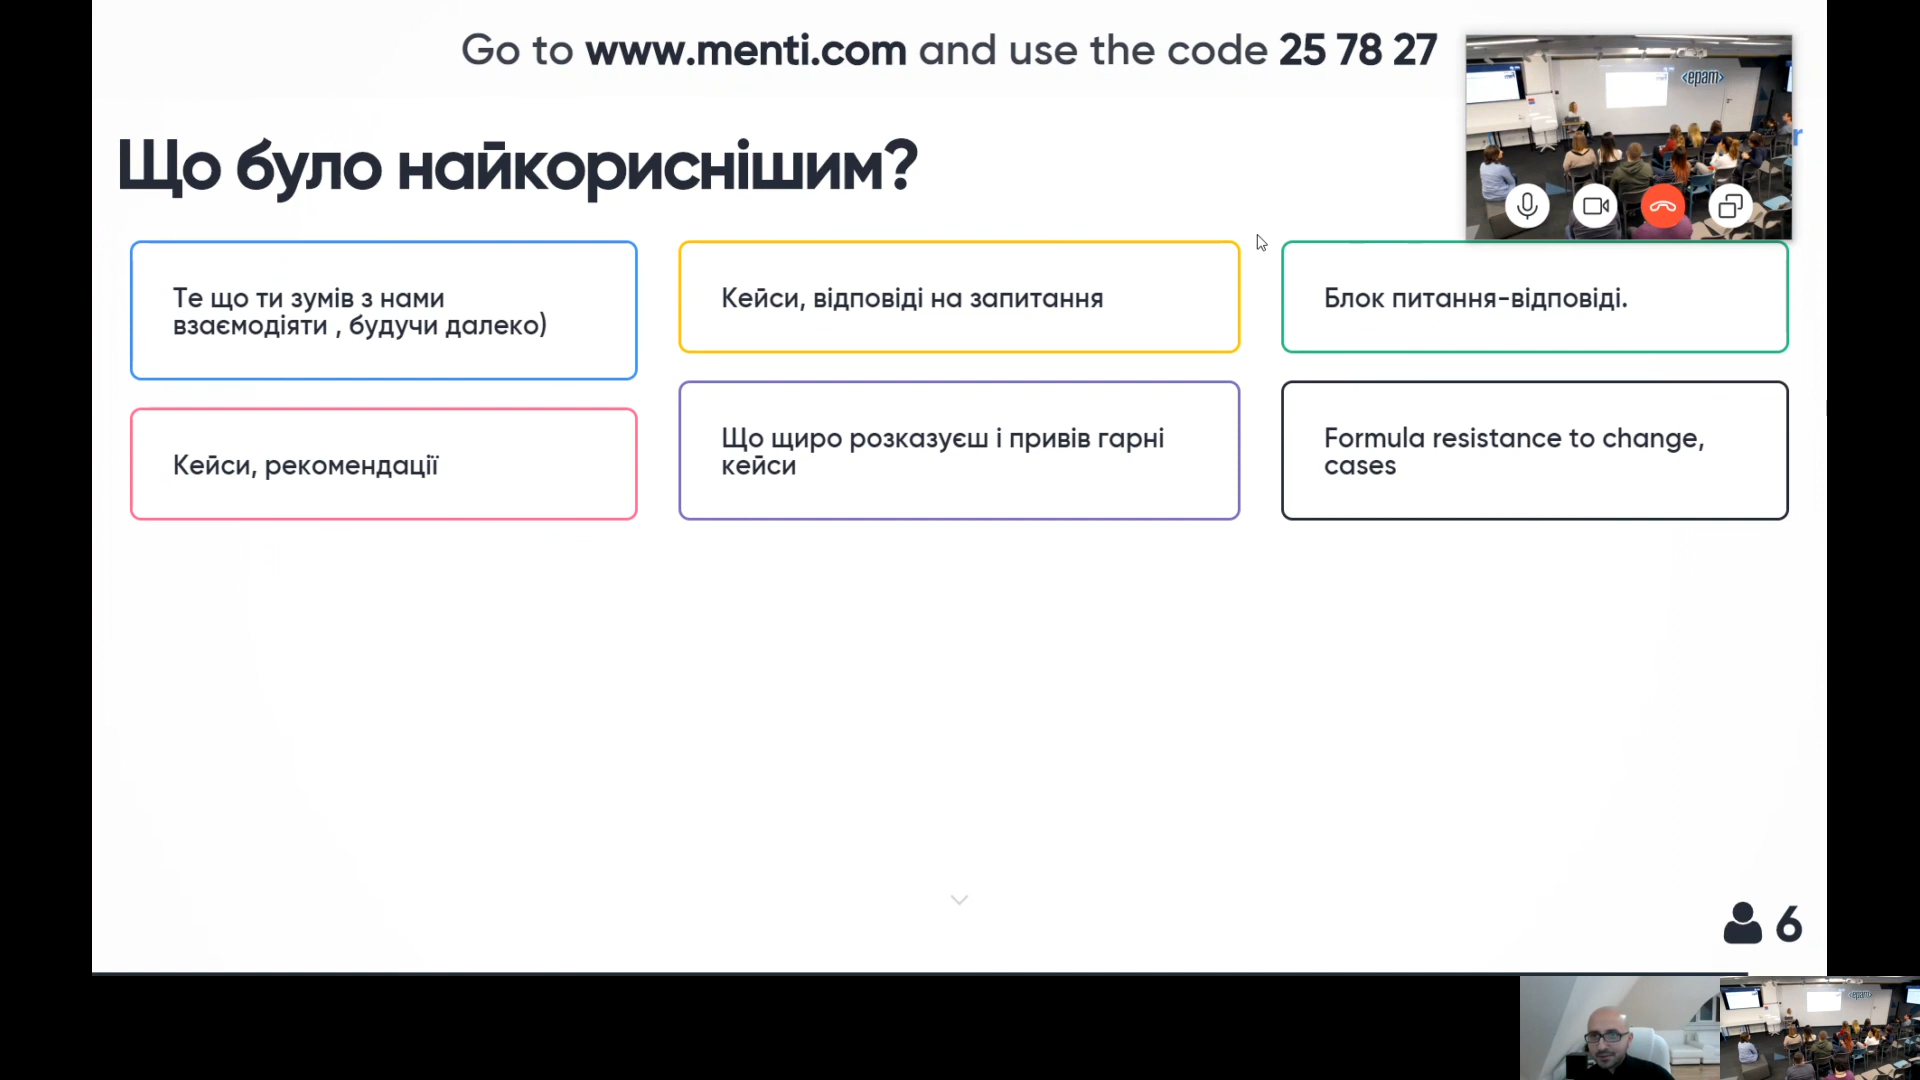 Go to www.menti.com and use the code 25 78 27
<epam>
Що було найкориснішим?
r
Те що ти зумів з нами
взаємодіяти , будучи далеко)
Кейси, відповіді на запитання
Блок питання-відповіді.
Кейси, рекомендації
Що щиро розказуєш і привів гарні
кейси
Formula resistance to change,
cases
6
<epam>